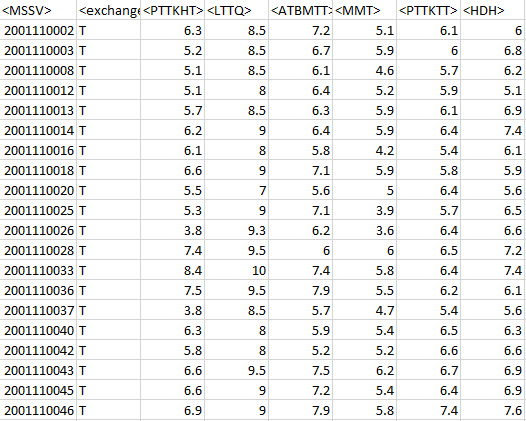 <MSSV> <exchange <PTTKHT> <LTTQ> <ATBMTT> <MMT> <PTTKTT> <HDH>
2001110002 T 6.3 8.5 7.2 5.1 6.1 6
2001110003 T 5.2 8.5 6.7 5.9 6 6.8
2001110008 T 5.1 8.5 6.1 4.6 5.7 6.2
2001110012 T 5.1 8 6.4 5.2 5.9 5.1
2001110013 T 5.7 8.5 6.3 5.9 6.1 6.9
2001110014 T 6.2 9 6.4 5.9 6.4 7.4
2001110016 T 6.1 8 5.8 4.2 5.4 6.1
2001110018 T 6.6 9 7.1 5.9 5.8 5.9
2001110020 T 5.5 7 5.6 5 6.4 5.6
2001110025 T 5.3 9 7.1 3.9 5.7 6.5
2001110026 T 3.8 9.3 6.2 3.6 6.4 6.6
2001110028 T 7.4 9.5 6 6 6.5 7.2
2001110033 T 8.4 10 7.4 5.8 6.4 7.4
2001110036 T 7.5 9.5 7.9 5.5 6.2 6.1
2001110037 T 3.8 8.5 5.7 4.7 5.4 5.6
2001110040 T 6.3 8 5.9 5.4 6.5 6.3
2001110042 T 5.8 8 5.2 5.2 6.6 6.6
2001110043 T 6.6 9.5 7.5 6.2 6.7 6.9
2001110045 T 6.6 9 7.2 5.4 6.4 6.9
2001110046 T 6.9 9 7.9 5.8 7.4 7.6